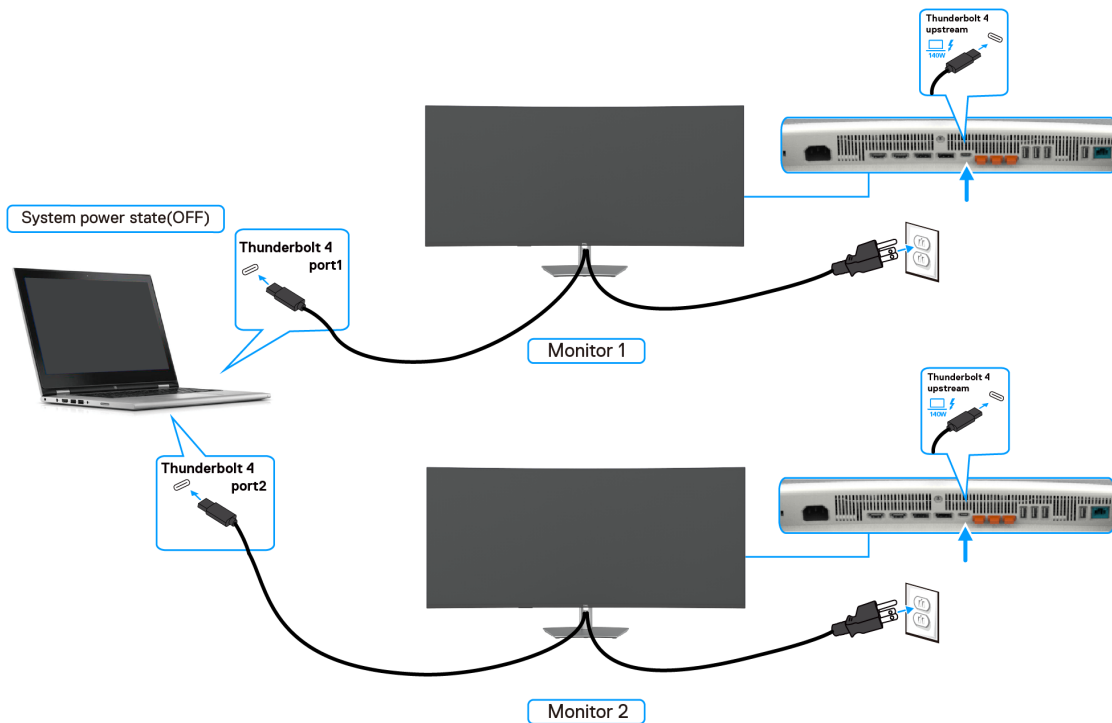 Thunderbolt 4
upstream
140W
System power state(OFF)
Thunderbolt 4
port1
Monitor 1
Thunderbolt 4
upstream
140W
Thunderbolt 4
port2
Monitor 2